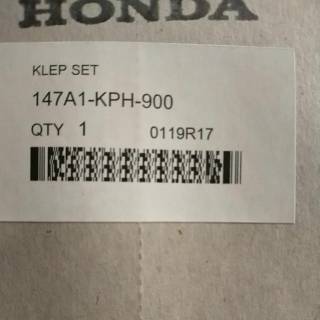 HONDA
KLEP SET
147A1-KPH-900
QTY 1 0119R17